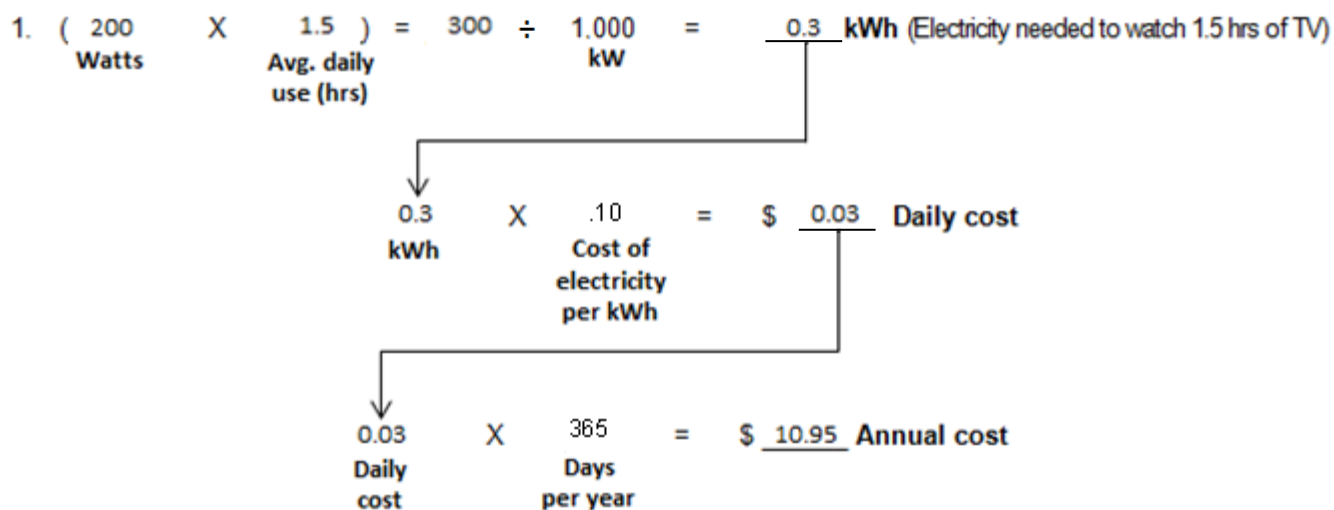 1. ( 200 X 1.5 ) = 300 ÷ 1,000 = 0.3 kWh (Electricity needed to watch 1.5 hrs of TV)
Watts Avg. daily kW
use (hrs)
0.3 X .10 = $ 0.03 Daily cost
kWh Cost of
electricity
per kWh
0.03 X 365 = $ 10.95 Annual cost
Daily Days
cost per year